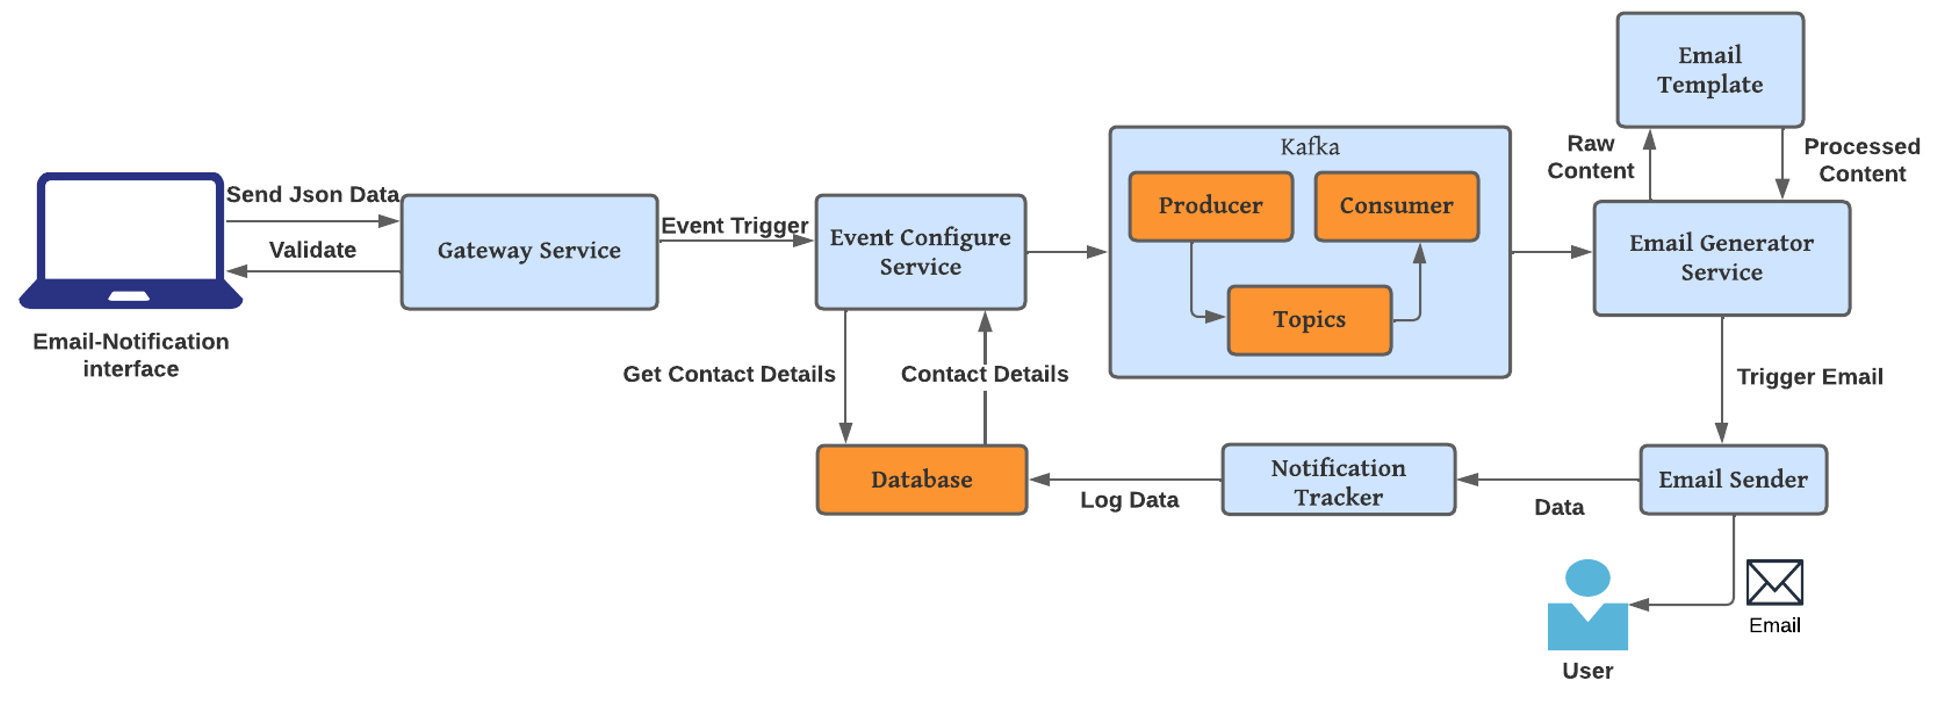 Email
Template
Raw
Content
Processed
Content
Kafka
Producer
Consumer
Topics
Send Json Data
Validate
Gateway Service
Event Trigger
Event Configure
Service
Email Generator
Service
Email-Notification
interface
Get Contact Details
Contact Details
Trigger Email
Database
Log Data
Notification
Tracker
Data
Email Sender
Email
User